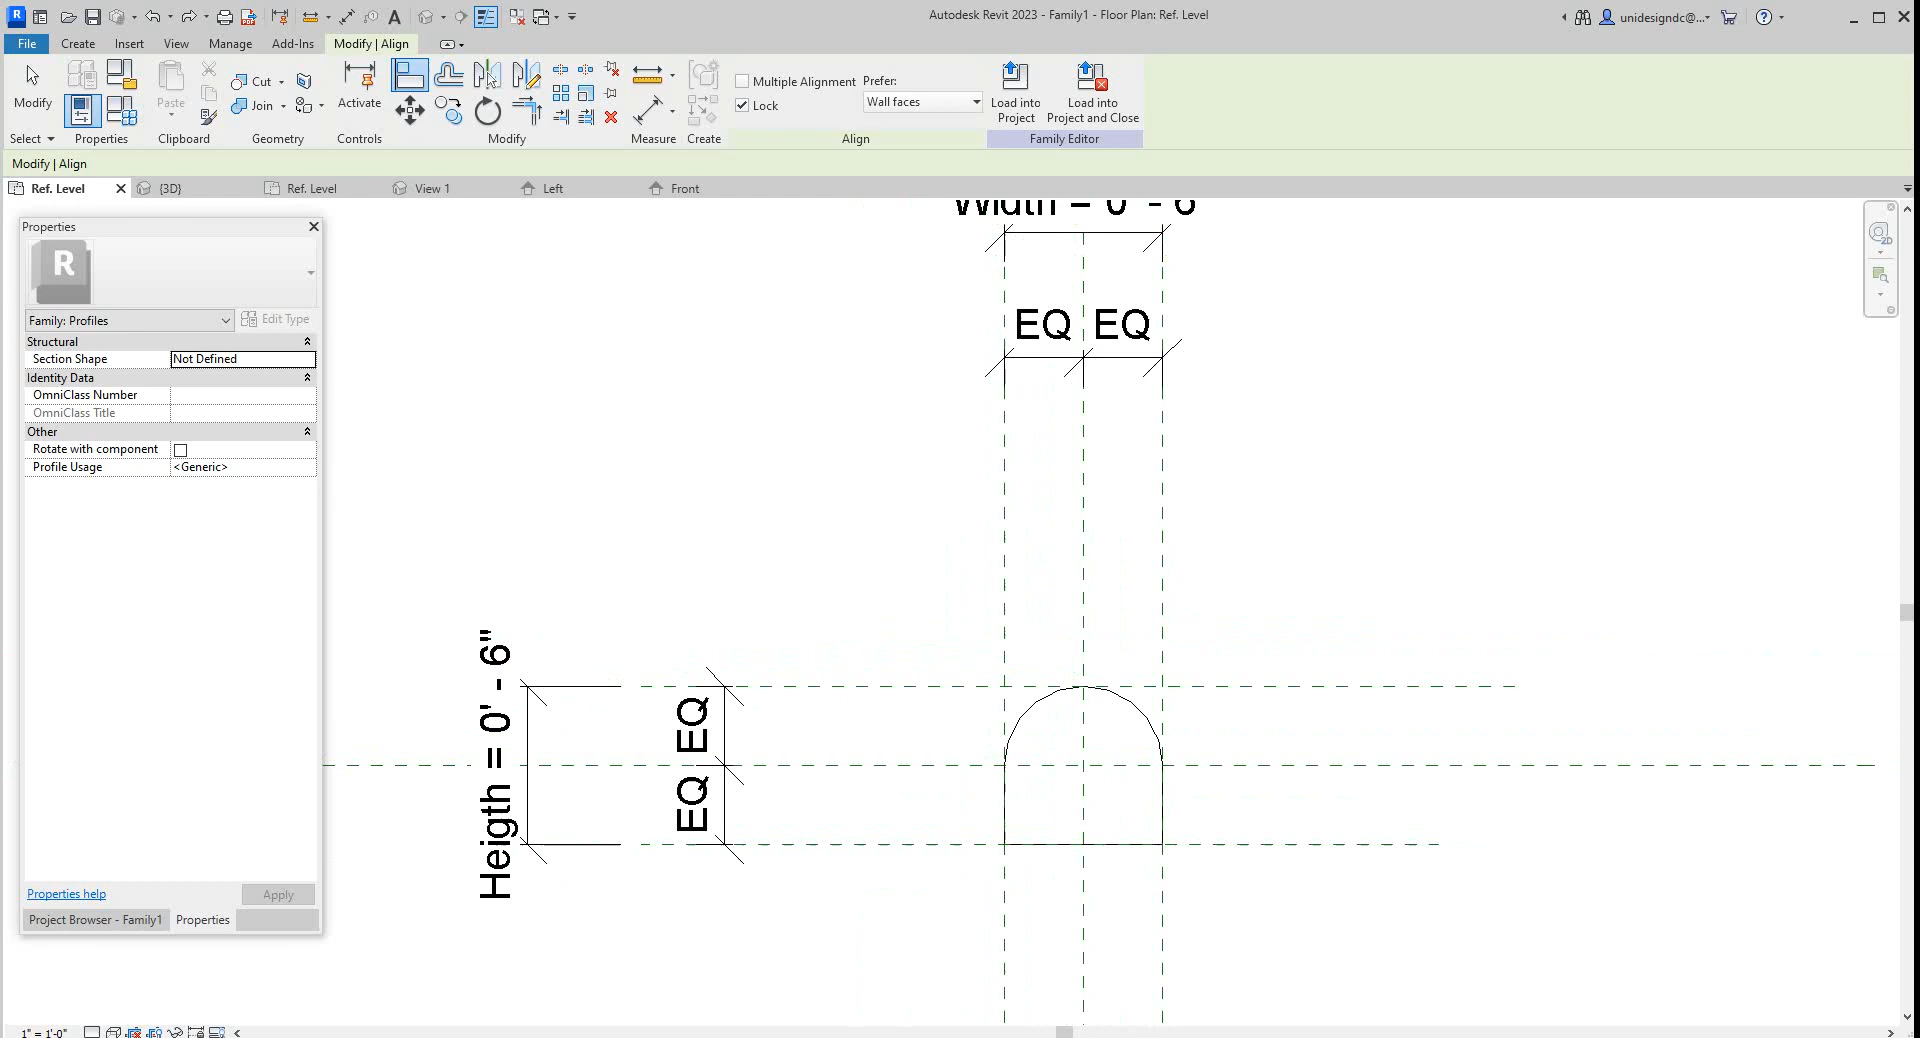 Autodesk Revit 2023 - Family1 - Floor Plan: Ref. Level
unidesigndc@...
File Create Insert View Manage Add-Ins Modify | Align
Modify
Paste
Cut
Join
Activate
Multiple Alignment
Lock
Prefer:
Wall faces
Load into
Project
Load into
Project and Close
Select Properties Clipboard Geometry Controls Modify Measure Create Align Family Editor
Modify | Align
Ref. Level {3D} Ref. Level View 1 Left Front
Properties
R
Family: Profiles
Edit Type
Structural
Section Shape Not Defined
Identity Data
OmniClass Number
OmniClass Title
Other
Rotate with component
Profile Usage <Generic>
Properties help
Apply
Project Browser - Family1 Properties
Width = 0' - 6"
EQ EQ
Heigth = 0' - 6"
EQ EQ
2D
1" = 1'-0"